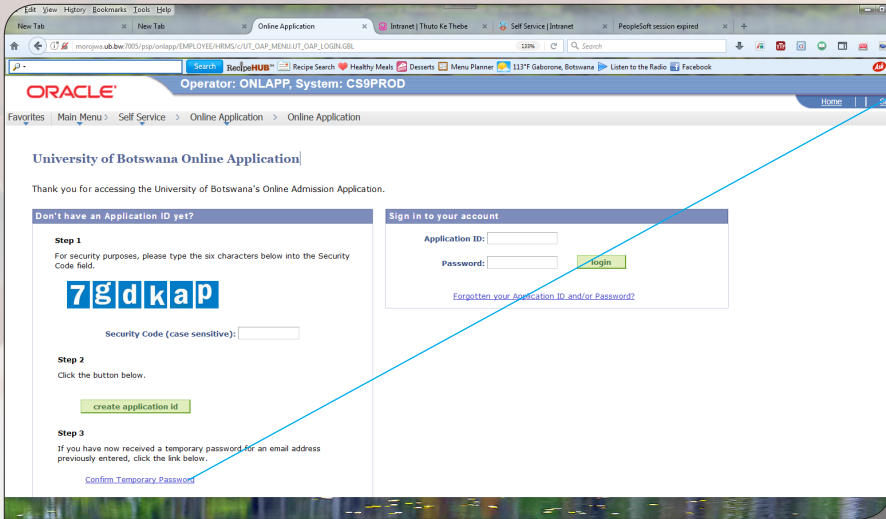 Edit View History Bookmarks Tools Help
New Tab × New Tab × Online Application × Intranet | Thuto Ke Thebe × Self Service | Intranet × PeopleSoft session expired × +
morojwa.ub.bw:7005/psp/onlapp/EMPLOYEE/HRMS/c/UT_OAP_MENU.UT_OAP_LOGIN.GBL 133% Search
Search RecipeHUB Recipe Search Healthy Meals Desserts Menu Planner 113°F Gaborone, Botswana Listen to the Radio Facebook
ORACLE' Operator: ONLAPP, System: CS9PROD
Home |
Favorites | Main Menu > Self Service > Online Application > Online Application
University of Botswana Online Application
Thank you for accessing the University of Botswana's Online Admission Application.
Don't have an Application ID yet?
Step 1
For security purposes, please type the six characters below into the Security
Code field.
7gdkap
Security Code (case sensitive):
Step 2
Click the button below.
create application id
Step 3
If you have now received a temporary password for an email address
previously entered, click the link below.
Confirm Temporary Password
Sign in to your account
Application ID:
Password: login
Forgotten your Application ID and/or Password?